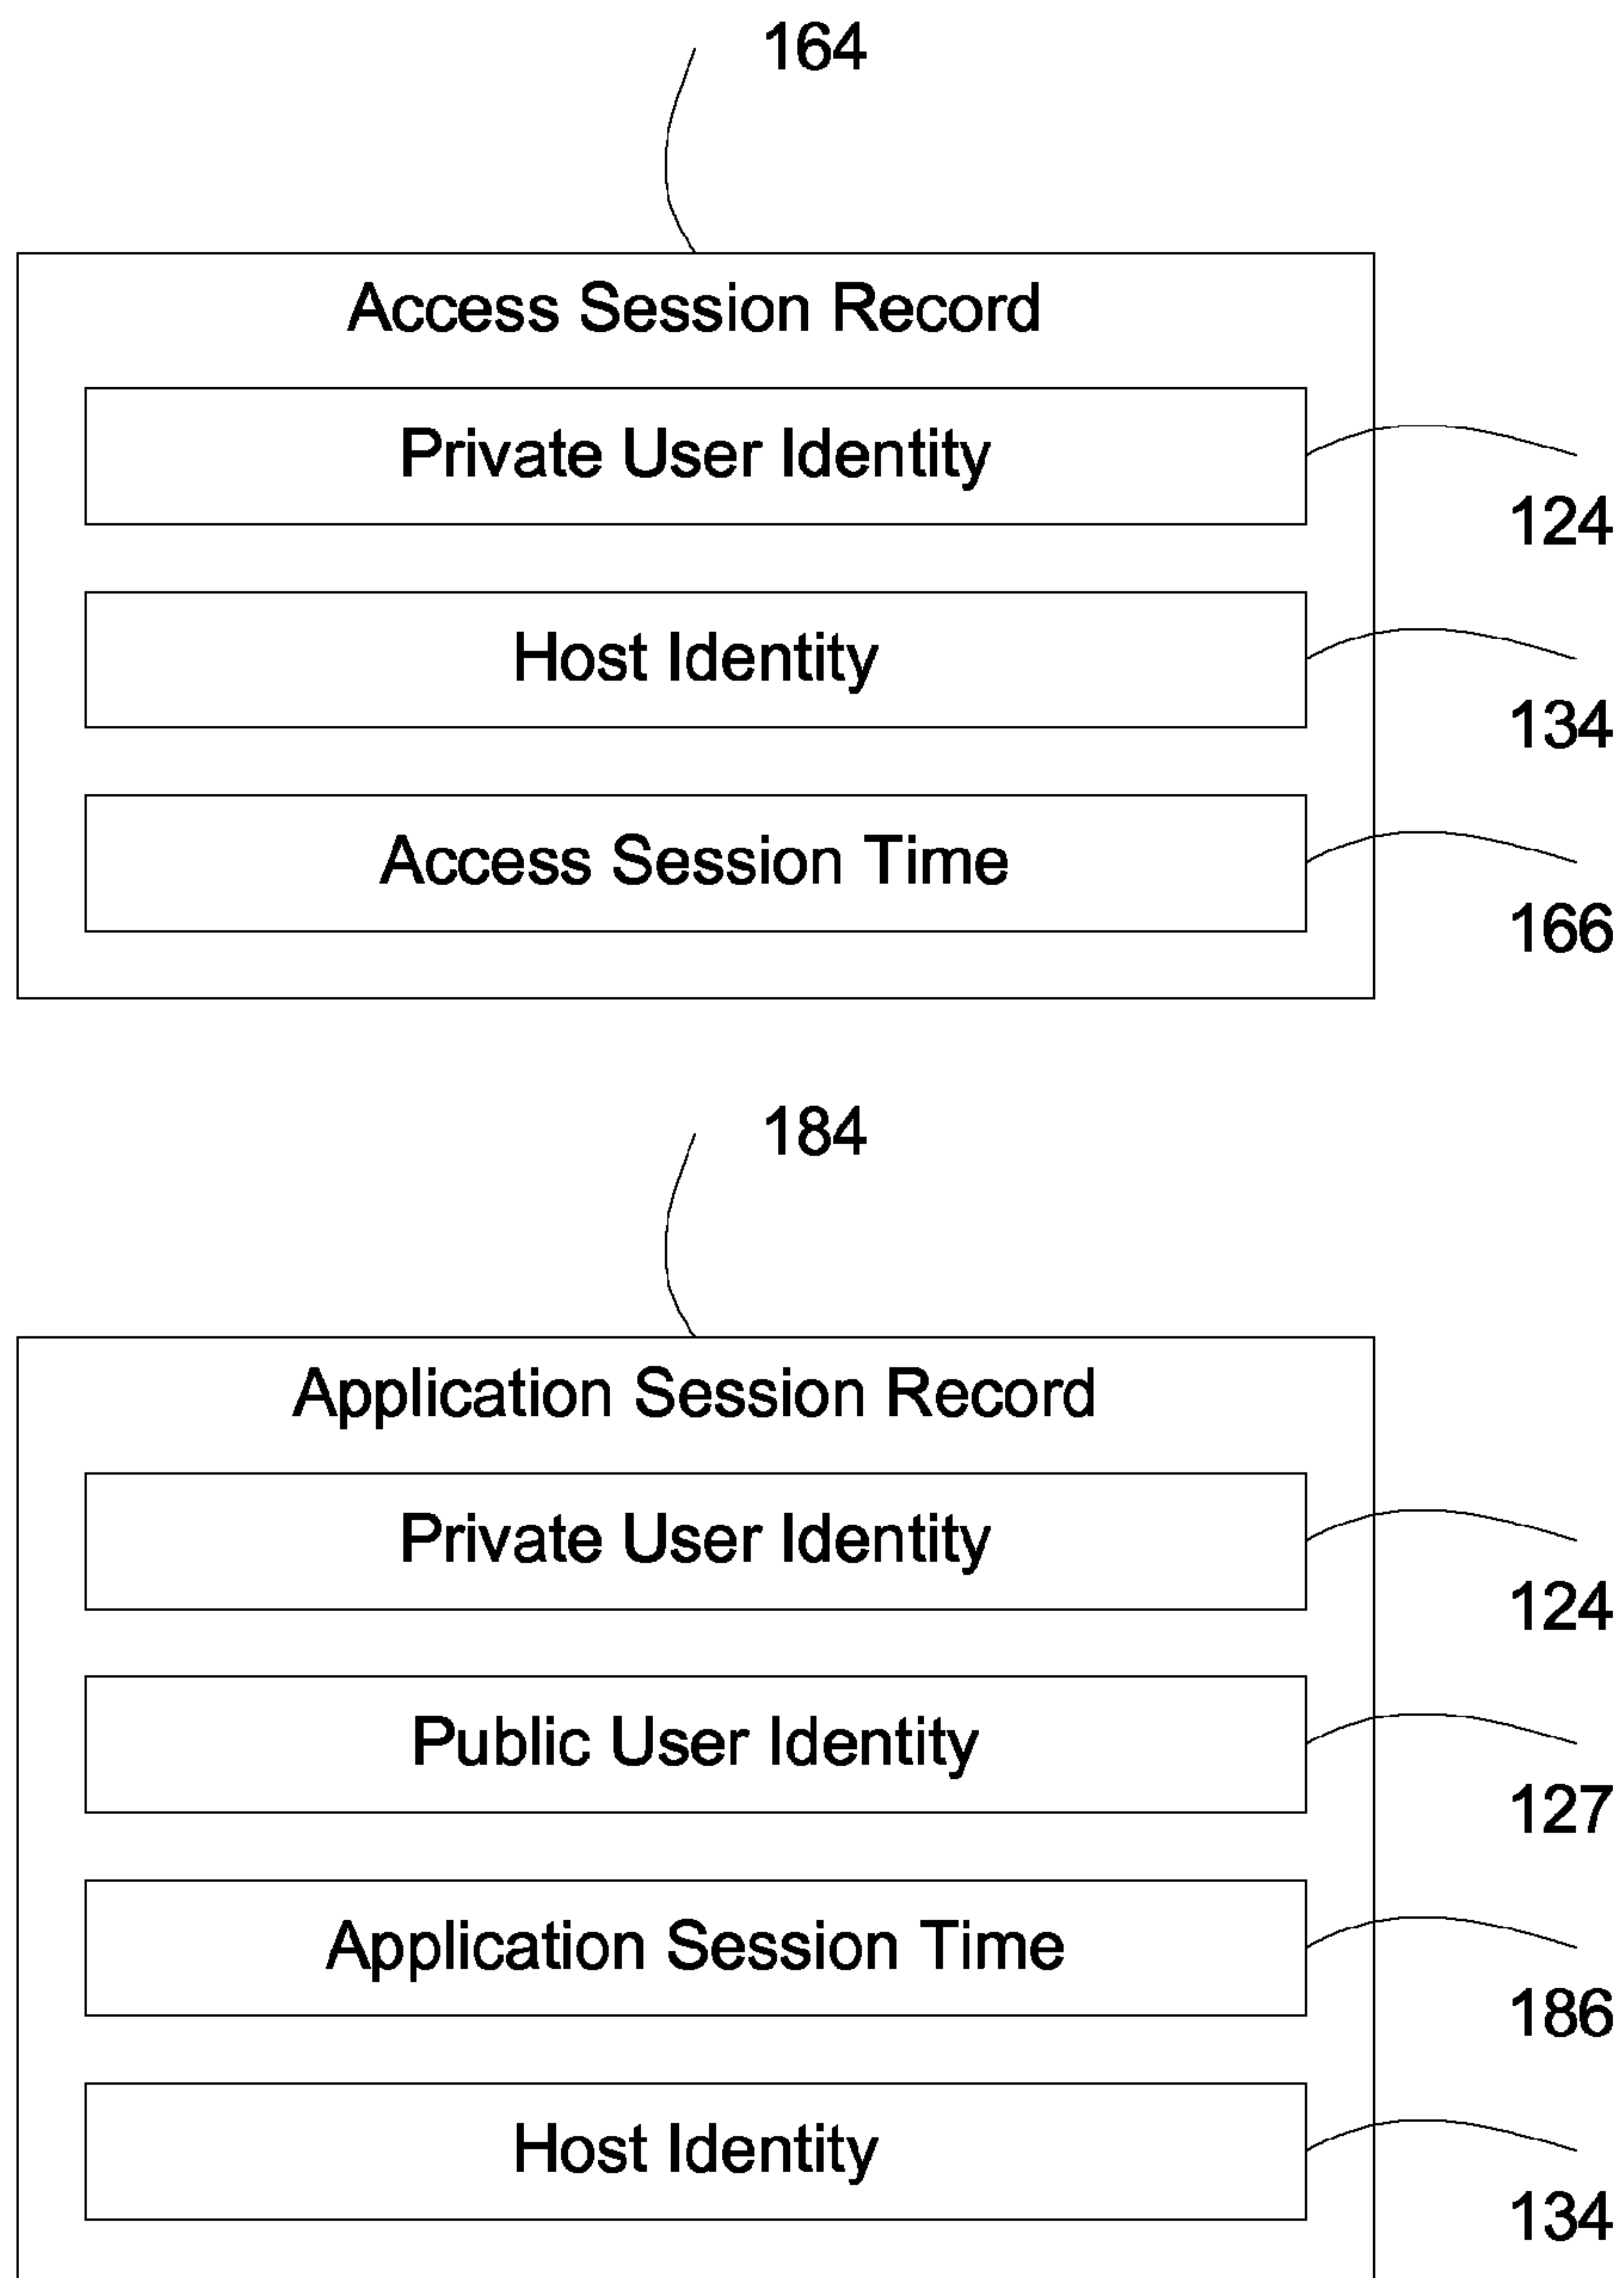 164
Access Session Record
Private User Identity
124
Host Identity
134
Access Session Time
166
184
Application Session Record
Private User Identity
124
Public User Identity
127
Application Session Time
186
Host Identity
134